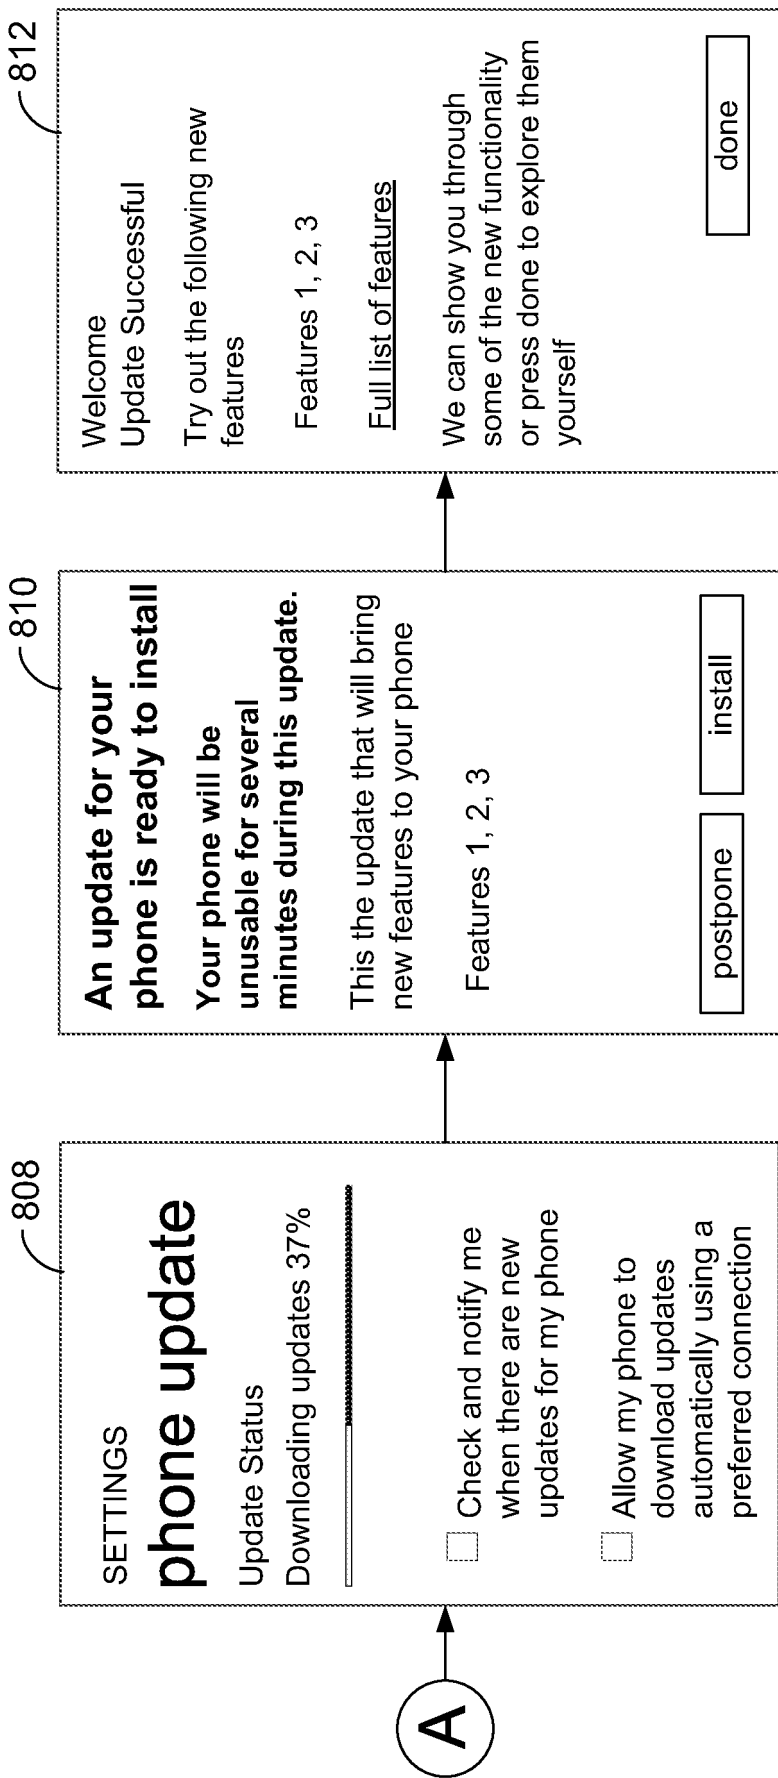 A
808
SETTINGS
phone update
Update Status
Downloading updates 37%
Check and notify me
when there are new
updates for my phone
Allow my phone to
download updates
automatically using a
preferred connection
810
An update for your
phone is ready to install
Your phone will be
unusable for several
minutes during this update.
This the update that will bring
new features to your phone
Features 1, 2, 3
postpone
install
812
Welcome
Update Successful
Try out the following new
features
Features 1, 2, 3
Full list of features
We can show you through
some of the new functionality
or press done to explore them
yourself
done